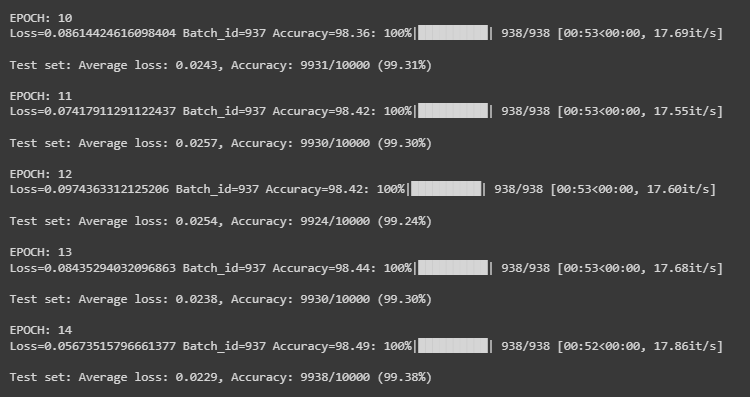 EPOCH: 10
Loss=0.08614424616098404 Batch_id=937 Accuracy=98.36: 100%|██████████| 938/938 [00:53<00:00, 17.69it/s]
Test set: Average loss: 0.0243, Accuracy: 9931/10000 (99.31%)
EPOCH: 11
Loss=0.07417911291122437 Batch_id=937 Accuracy=98.42: 100%|██████████| 938/938 [00:53<00:00, 17.55it/s]
Test set: Average loss: 0.0257, Accuracy: 9930/10000 (99.30%)
EPOCH: 12
Loss=0.0974363312125206 Batch_id=937 Accuracy=98.42: 100%|██████████| 938/938 [00:53<00:00, 17.60it/s]
Test set: Average loss: 0.0254, Accuracy: 9924/10000 (99.24%)
EPOCH: 13
Loss=0.08435294032096863 Batch_id=937 Accuracy=98.44: 100%|██████████| 938/938 [00:53<00:00, 17.68it/s]
Test set: Average loss: 0.0238, Accuracy: 9930/10000 (99.30%)
EPOCH: 14
Loss=0.05673515796661377 Batch_id=937 Accuracy=98.49: 100%|██████████| 938/938 [00:52<00:00, 17.86it/s]
Test set: Average loss: 0.0229, Accuracy: 9938/10000 (99.38%)